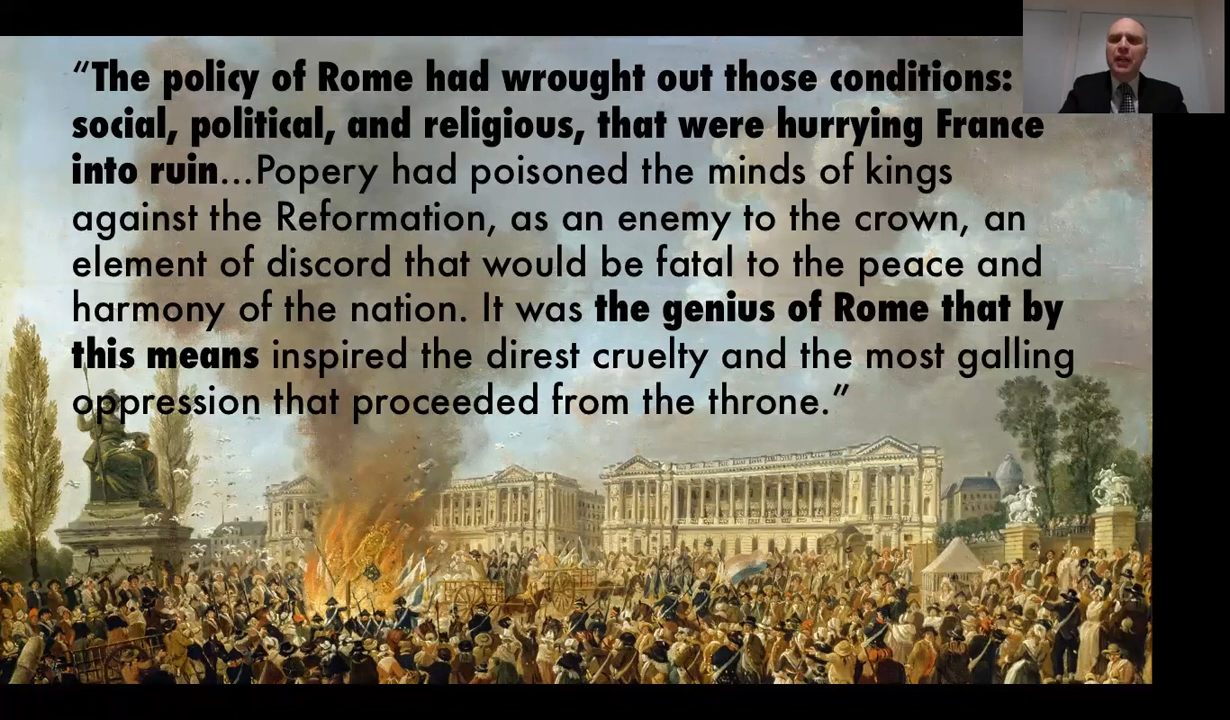 “The policy of Rome had wrought out those conditions:
social, political, and religious, that were hurrying France
into ruin...Popery had poisoned the minds of kings
against the Reformation, as an enemy to the crown, an
element of discord that would be fatal to the peace and
harmony of the nation. It was the genius of Rome that by
this means inspired the direst cruelty and the most galling
oppression that proceeded from the throne.”